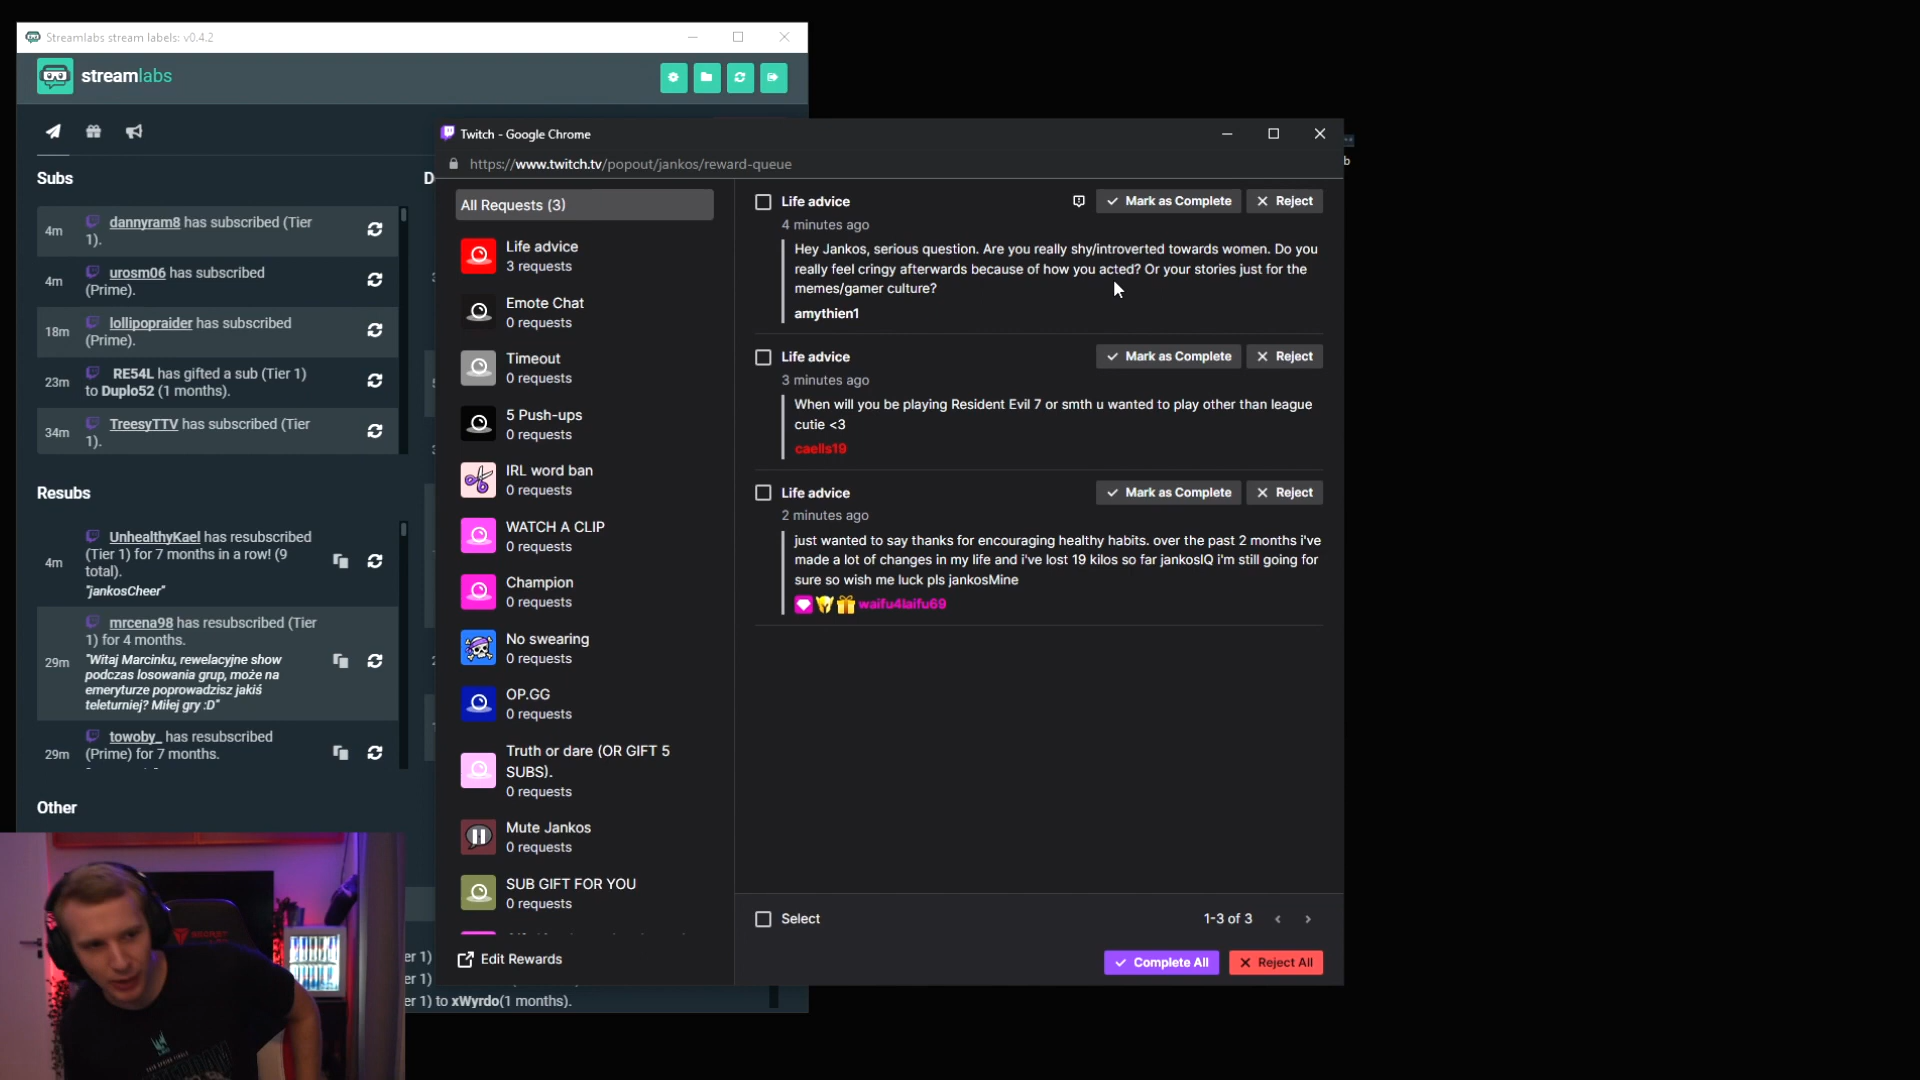 Streamlabs stream labels: v0.4.2
streamlabs
Subs
4m
dannyram8 has subscribed (Tier
1).
4m
urosm06 has subscribed
(Prime).
18m
lollipopraider has subscribed
(Prime).
23m
RE54L has gifted a sub (Tier 1)
to Duplo52 (1 months).
34m
TreesyTTV has subscribed (Tier
1).
Resubs
4m
UnhealthyKael has resubscribed
(Tier 1) for 7 months in a row! (9
total).
"jankosCheer"
29m
mrcena98 has resubscribed (Tier
1) for 4 months.
"Witaj Marcinku, rewelacyjne show
podczas losowania grup, może na
emeryturze poprowadzisz jakiś
teleturniej? Miłej gry :D"
29m
towoby_ has resubscribed
(Prime) for 7 months.
Other
er 1)
er 1)
er 1) to xWyrdo(1 months).
D
Twitch - Google Chrome
https://www.twitch.tv/popout/jankos/reward-queue
b
All Requests (3)
Life advice
3 requests
Emote Chat
0 requests
Timeout
0 requests
5 Push-ups
0 requests
IRL word ban
0 requests
WATCH A CLIP
0 requests
Champion
0 requests
No swearing
0 requests
OP.GG
0 requests
Truth or dare (OR GIFT 5
SUBS).
0 requests
Mute Jankos
0 requests
SUB GIFT FOR YOU
0 requests
Edit Rewards
Life advice
Mark as Complete
Reject
4 minutes ago
Hey Jankos, serious question. Are you really shy/introverted towards women. Do you
really feel cringy afterwards because of how you acted? Or your stories just for the
memes/gamer culture?
amythien1
Life advice
Mark as Complete
Reject
3 minutes ago
When will you be playing Resident Evil 7 or smth u wanted to play other than league
cutie <3
caells19
Life advice
Mark as Complete
Reject
2 minutes ago
just wanted to say thanks for encouraging healthy habits. over the past 2 months i've
made a lot of changes in my life and i've lost 19 kilos so far jankosIQ i'm still going for
sure so wish me luck pls jankosMine
waifu4laifu69
Select
1-3 of 3
Complete All
Reject All